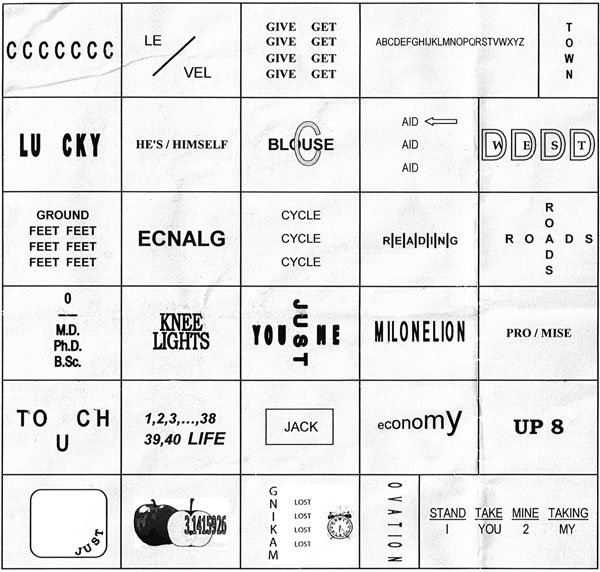 CCCCCCC
LE / VEL
GIVE GET
GIVE GET
GIVE GET
GIVE GET
ABCDEFGHIJKLMNOPQRSTVWXYZ
TOWN
LU CKY
HE'S / HIMSELF
BLOUSE
C
AID
AID
AID
DDDD
WEST
GROUND
FEET FEET
FEET FEET
FEET FEET
ECNALG
CYCLE
CYCLE
CYCLE
R|E|A|D|I|N|G
ROADS
ROADS
0
M.D.
Ph.D.
B.Sc.
KNEE
LIGHTS
YOU JUST ME
MILONELION
PRO / MISE
TO CH
U
1,2,3,...,38
39,40 LIFE
JACK
economy
UP 8
JUST
3.1415926
GNIKAM
LOST
LOST
LOST
LOST
OVATION
STAND TAKE MINE TAKING
I YOU 2 MY